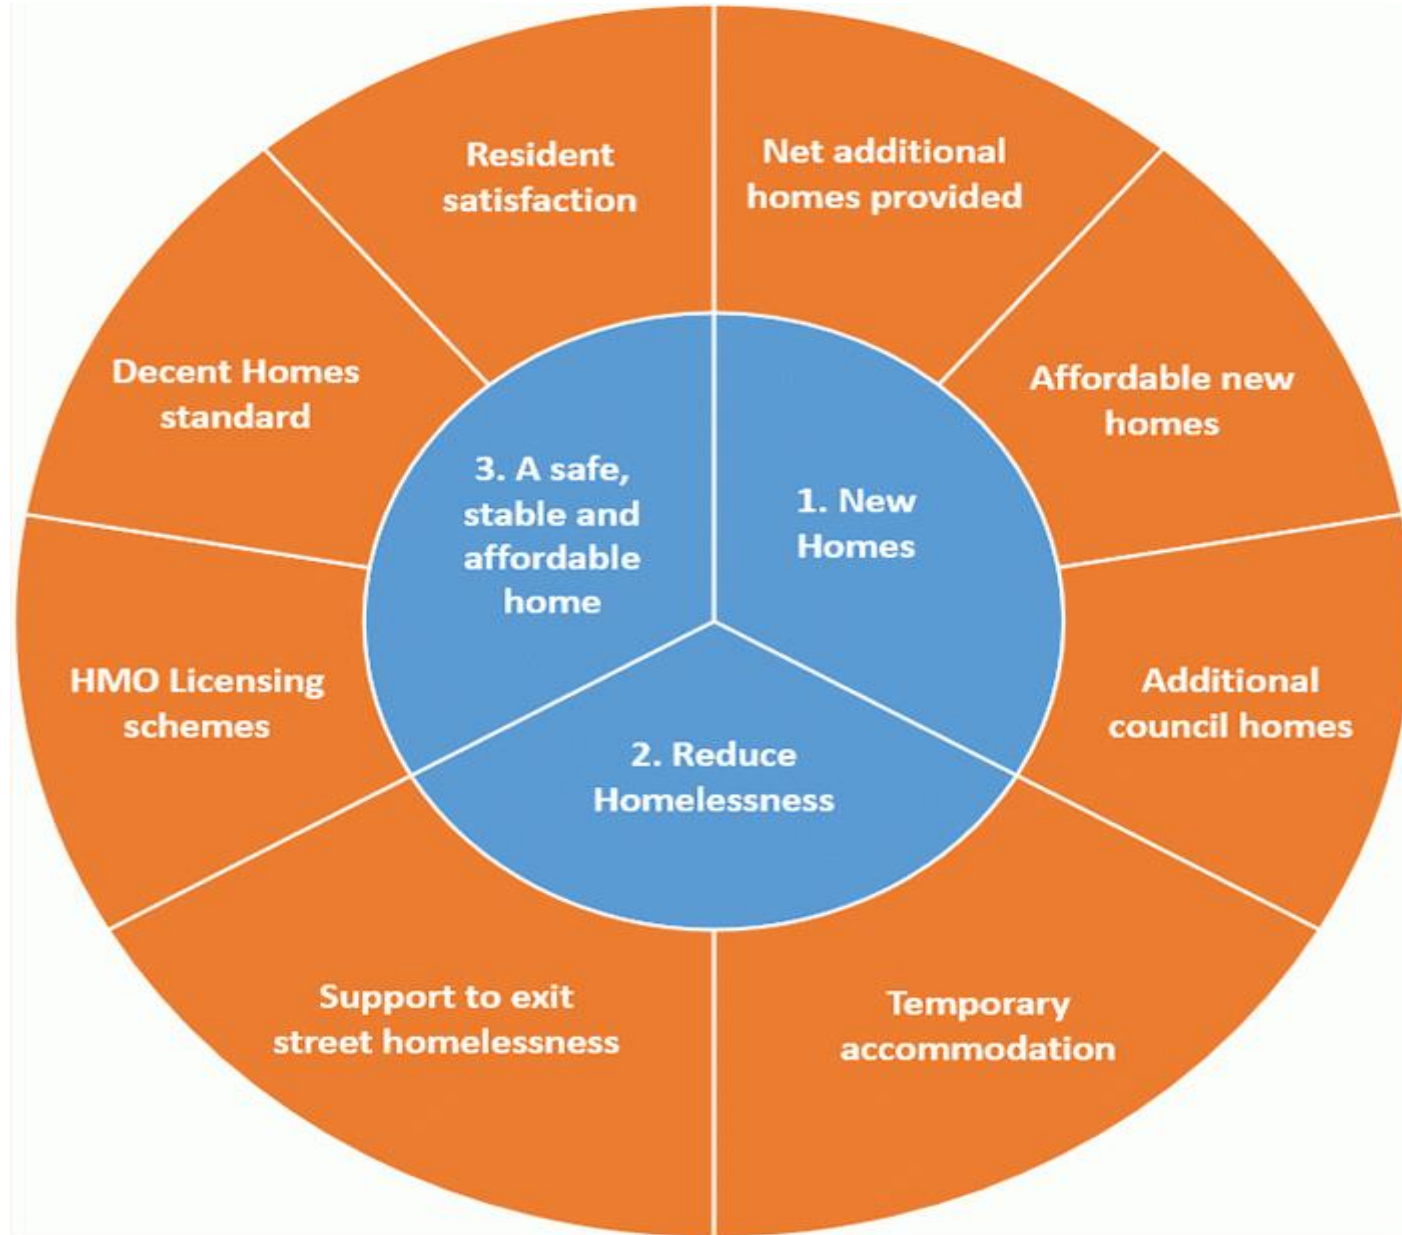 Resident
satisfaction
Net additional
homes provided
Decent Homes
standard
Affordable new
homes
3. A safe,
stable and
affordable
home
1. New
Homes
HMO Licensing
schemes
Additional
council homes
2. Reduce
Homelessness
Support to exit
street homelessness
Temporary
accommodation